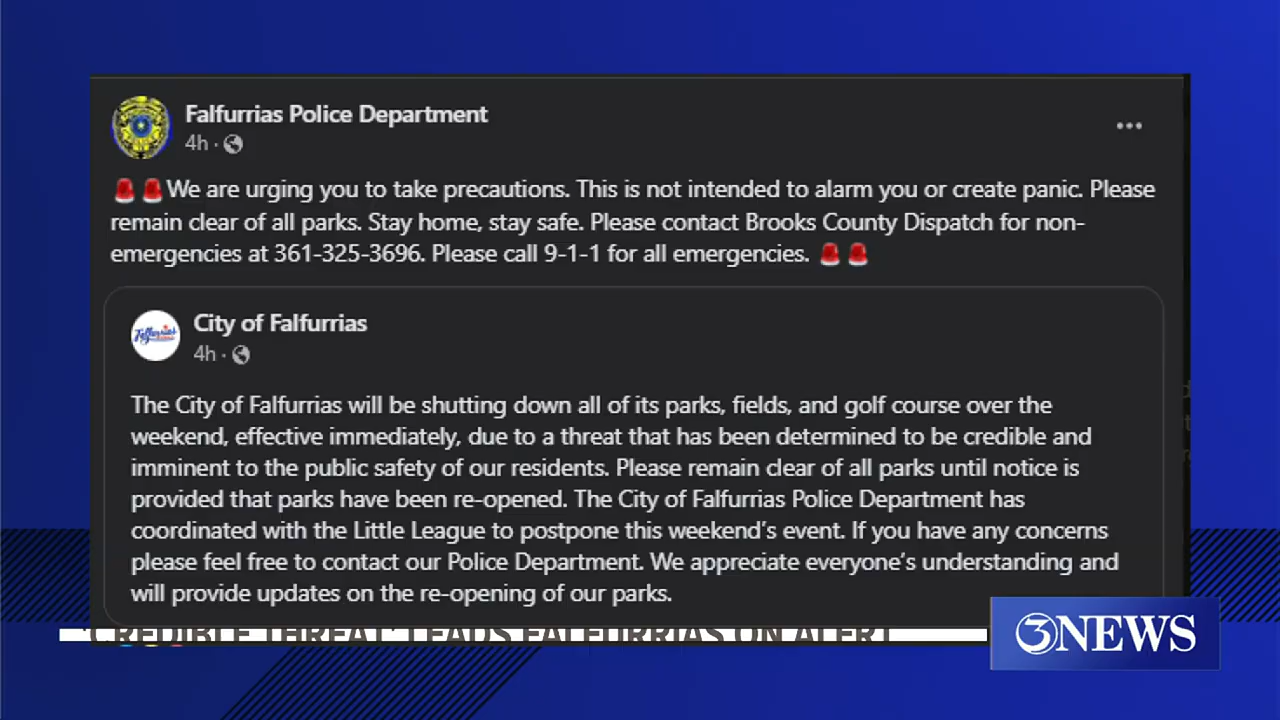 Falfurrias Police Department
4h ·
🚨🚨We are urging you to take precautions. This is not intended to alarm you or create panic. Please
remain clear of all parks. Stay home, stay safe. Please contact Brooks County Dispatch for non-
emergencies at 361-325-3696. Please call 9-1-1 for all emergencies. 🚨🚨
City of Falfurrias
4h ·
The City of Falfurrias will be shutting down all of its parks, fields, and golf course over the
weekend, effective immediately, due to a threat that has been determined to be credible and
imminent to the public safety of our residents. Please remain clear of all parks until notice is
provided that parks have been re-opened. The City of Falfurrias Police Department has
coordinated with the Little League to postpone this weekend's event. If you have any concerns
please feel free to contact our Police Department. We appreciate everyone's understanding and
will provide updates on the re-opening of our parks.
'CREDIBLE THREAT' LEADS FALFURRIAS ON ALERT
3NEWS